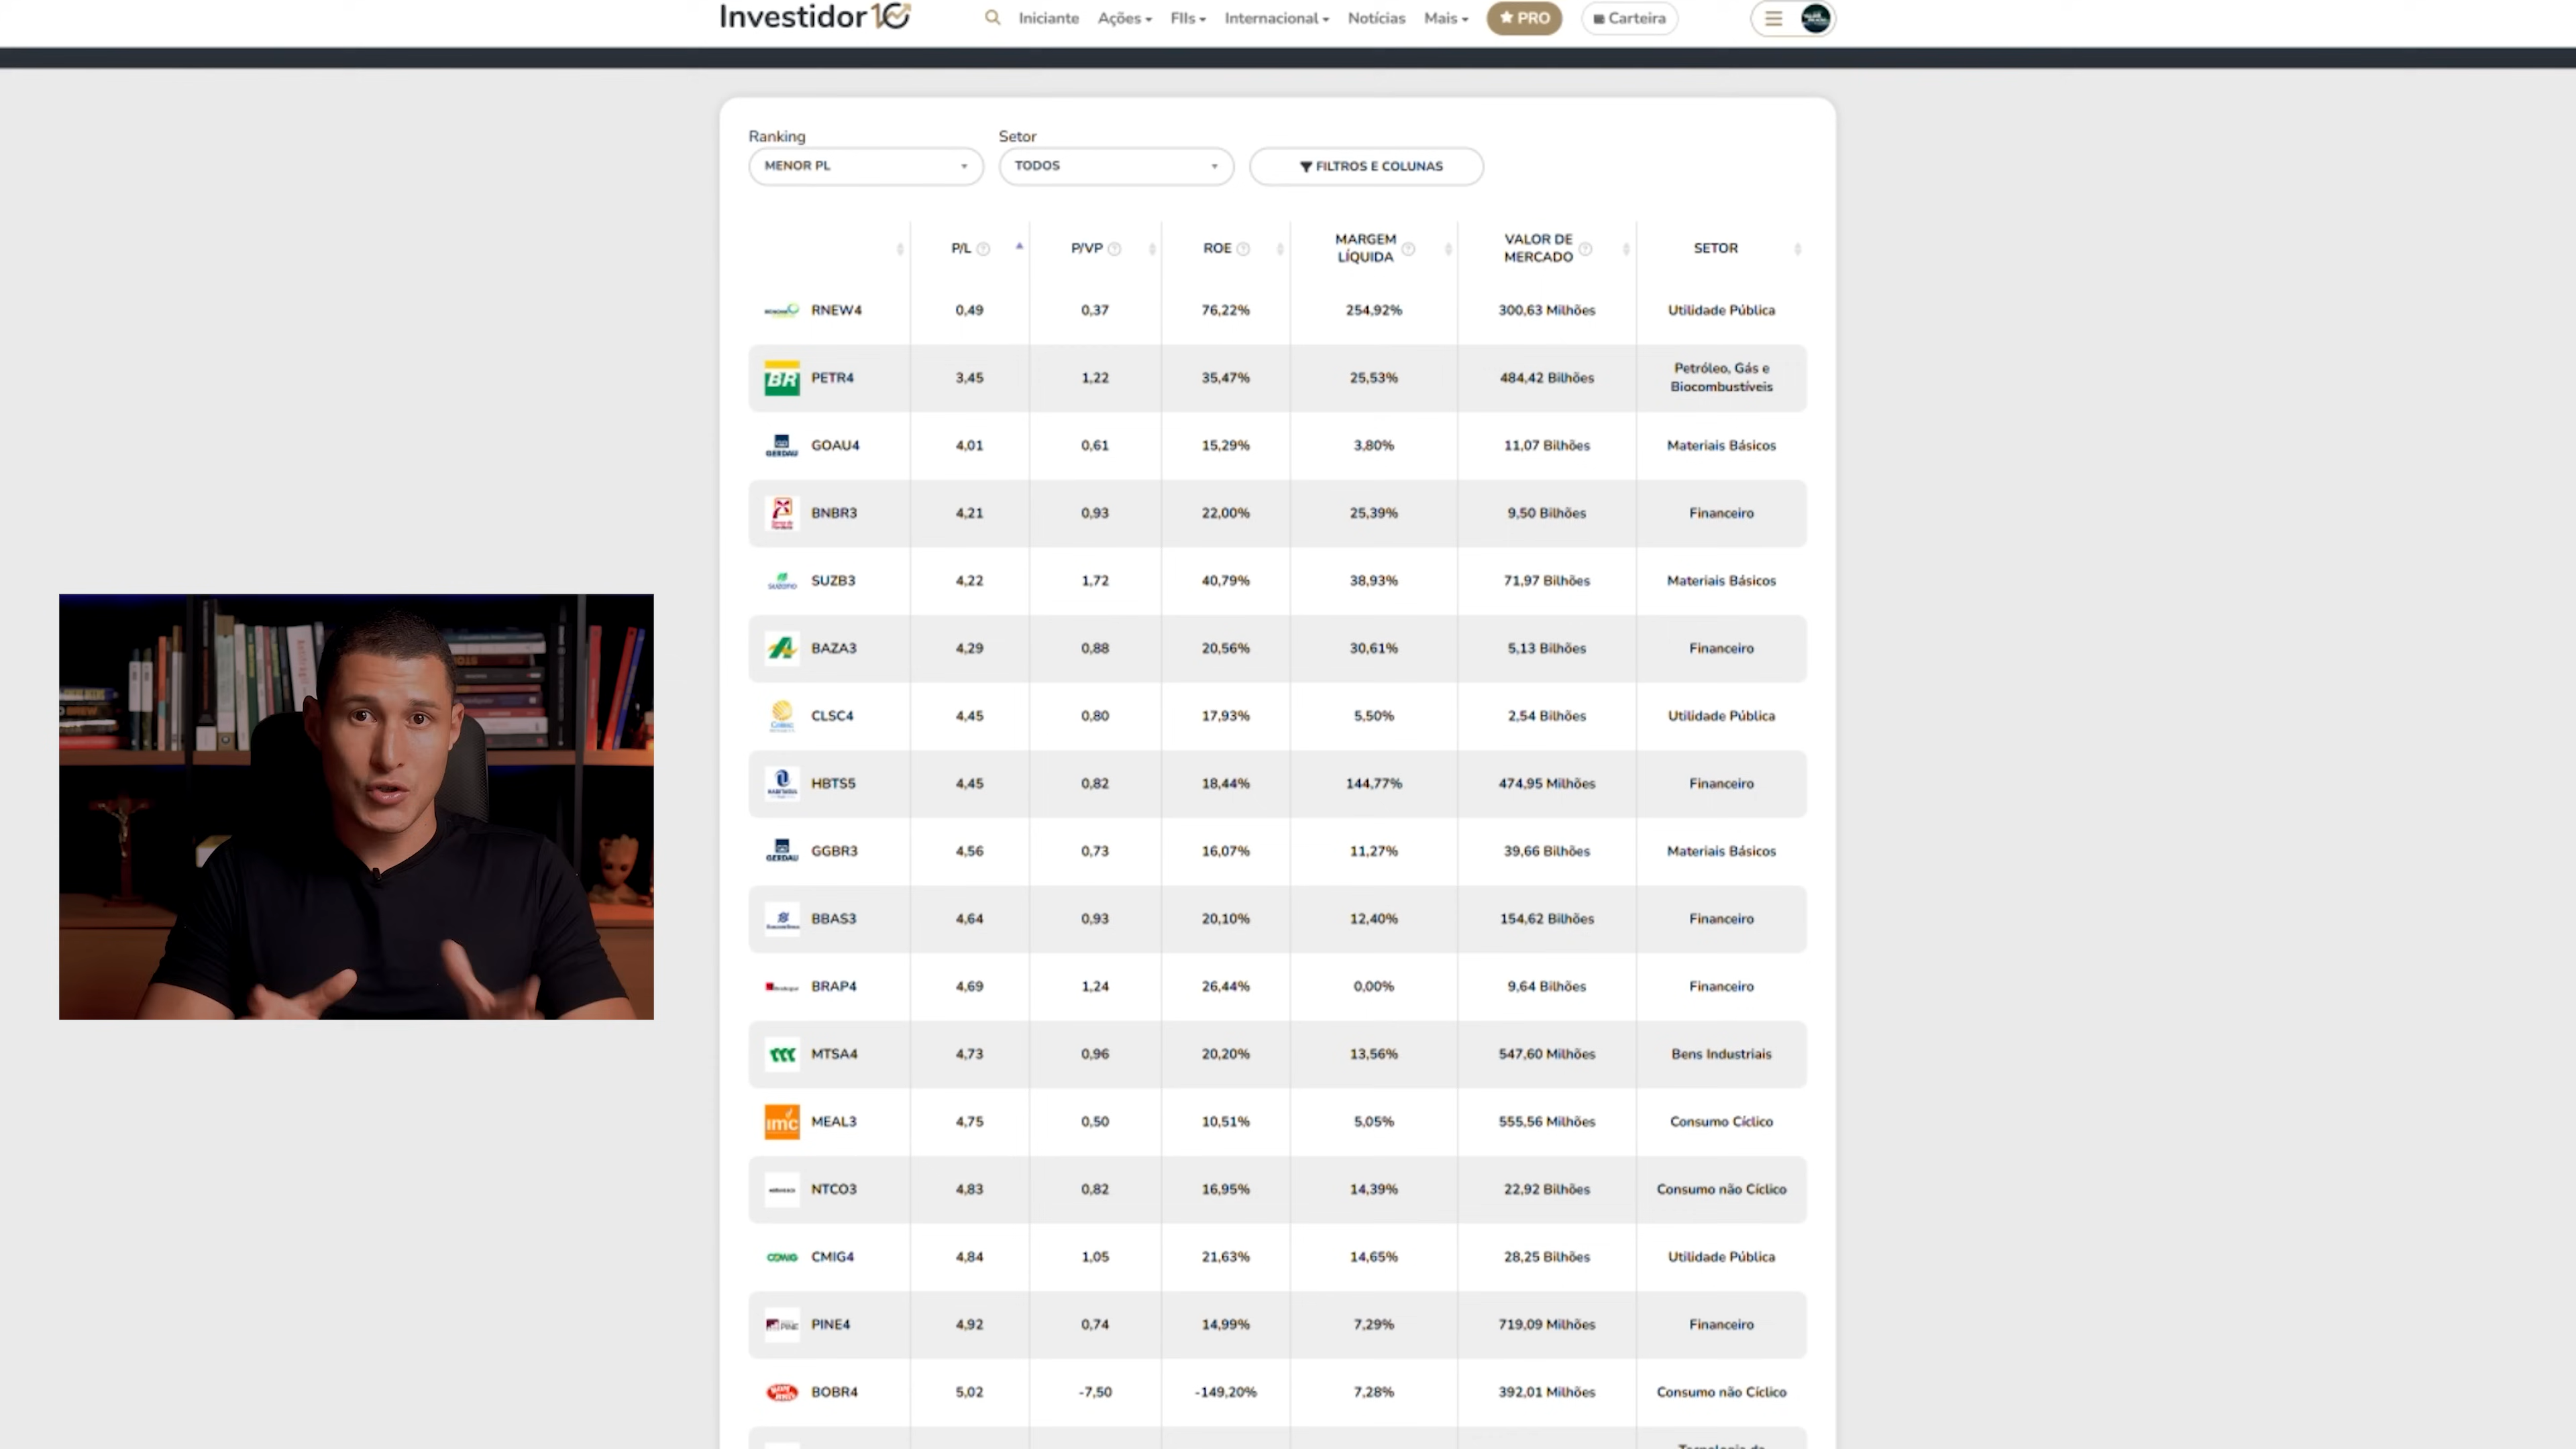 Investidor 10
Iniciante Ações FIIs Internacional Notícias Mais PRO Carteira
Ranking Setor
MENOR PL TODOS FILTROS E COLUNAS
P/L P/VP ROE MARGEM LÍQUIDA VALOR DE MERCADO SETOR
RNEW4 0,49 0,37 76,22% 254,92% 300,63 Milhões Utilidade Pública
BR PETR4 3,45 1,22 35,47% 25,53% 484,42 Bilhões Petróleo, Gás e Biocombustíveis
GERDAU GOAU4 4,01 0,61 15,29% 3,80% 11,07 Bilhões Materiais Básicos
BNBR3 4,21 0,93 22,00% 25,39% 9,50 Bilhões Financeiro
suzano SUZB3 4,22 1,72 40,79% 38,93% 71,97 Bilhões Materiais Básicos
BAZA3 4,29 0,88 20,56% 30,61% 5,13 Bilhões Financeiro
Celesc CLSC4 4,45 0,80 17,93% 5,50% 2,54 Bilhões Utilidade Pública
HBTS5 4,45 0,82 18,44% 144,77% 474,95 Milhões Financeiro
GERDAU GGBR3 4,56 0,73 16,07% 11,27% 39,66 Bilhões Materiais Básicos
BBAS3 4,64 0,93 20,10% 12,40% 154,62 Bilhões Financeiro
BRAP4 4,69 1,24 26,44% 0,00% 9,64 Bilhões Financeiro
MTSA4 4,73 0,96 20,20% 13,56% 547,60 Milhões Bens Industriais
imc MEAL3 4,75 0,50 10,51% 5,05% 555,56 Milhões Consumo Cíclico
NTCO3 4,83 0,82 16,95% 14,39% 22,92 Bilhões Consumo não Cíclico
CMIG4 4,84 1,05 21,63% 14,65% 28,25 Bilhões Utilidade Pública
PINE PINE4 4,92 0,74 14,99% 7,29% 719,09 Milhões Financeiro
BOBR4 5,02 -7,50 -149,20% 7,28% 392,01 Milhões Consumo não Cíclico